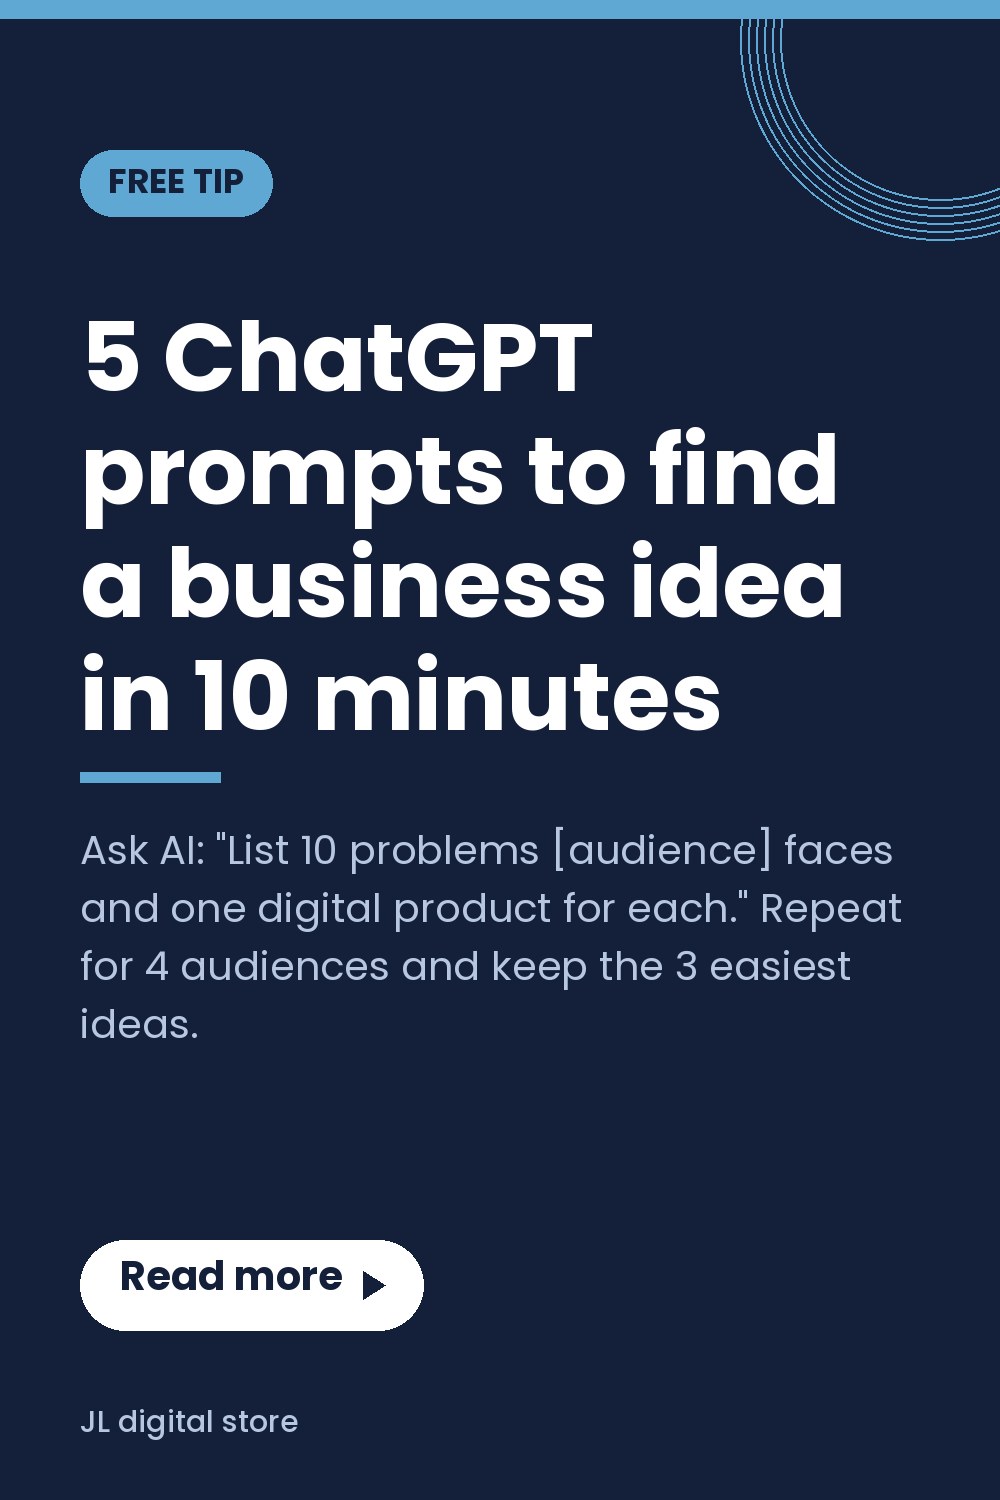 FREE TIP
5 ChatGPT
prompts to find
a business idea
in 10 minutes
Ask AI: "List 10 problems [audience] faces
and one digital product for each." Repeat
for 4 audiences and keep the 3 easiest
ideas.
Read more
JL digital store